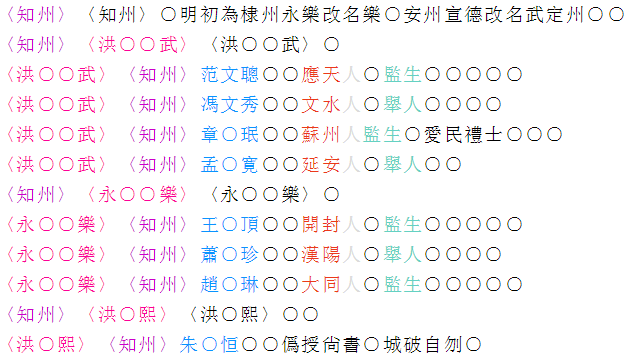 〈知州〉〈知州〉〇明初為棣州永樂改名樂〇安州宣德改名武定州〇〇
〈知州〉〈洪〇〇武〉〈洪〇〇武〉〇
〈洪〇〇武〉〈知州〉范文聰〇〇應天人〇監生〇〇〇〇〇
〈洪〇〇武〉〈知州〉馮文秀〇〇文水人〇舉人〇〇〇〇
〈洪〇〇武〉〈知州〉章〇珉〇〇蘇州人監生〇愛民禮士〇〇〇
〈洪〇〇武〉〈知州〉孟〇寛〇〇延安人〇舉人〇〇
〈知州〉〈永〇〇樂〉〈永〇〇樂〉〇
〈永〇〇樂〉〈知州〉王〇頂〇〇開封人〇監生〇〇〇〇〇
〈永〇〇樂〉〈知州〉蕭〇珍〇〇漢陽人〇舉人〇〇〇〇
〈永〇〇樂〉〈知州〉趙〇琳〇〇大同人〇監生〇〇〇〇〇
〈知州〉〈洪〇熙〉〈洪〇熙〉〇〇
〈洪〇熙〉〈知州〉朱〇恒〇〇僞授尙書〇城破自刎〇